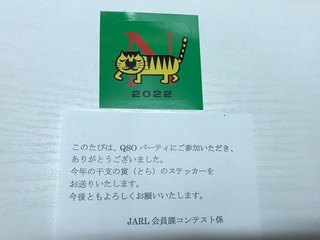 N
2022
このたびは、QSO パーティにご参加いただき、
ありがとうございました。
今年の干支の寅（とら）のステッカーを
お送りいたします。
今後ともよろしくお願いいたします。
JARL 会員課コンテスト係